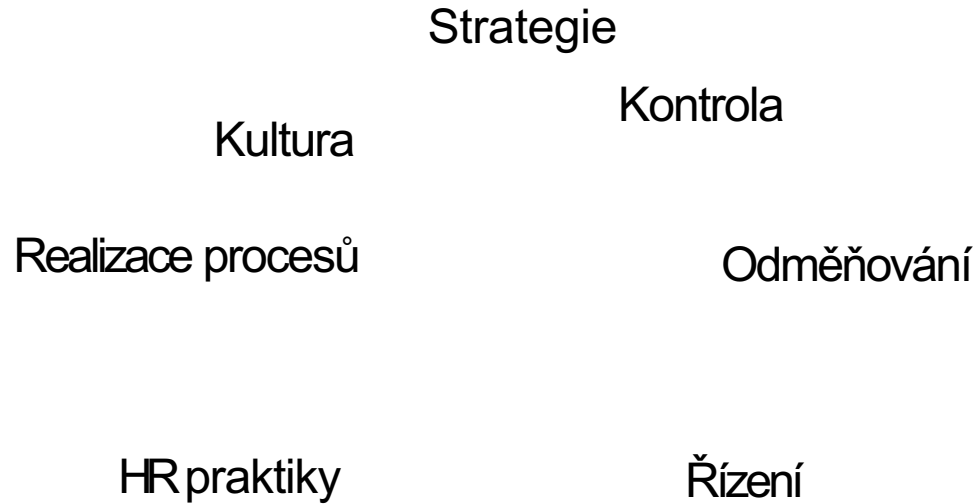 Strategie
Kontrola
Kultura
Realizace procesů
Odměňování
HR praktiky
Řízení